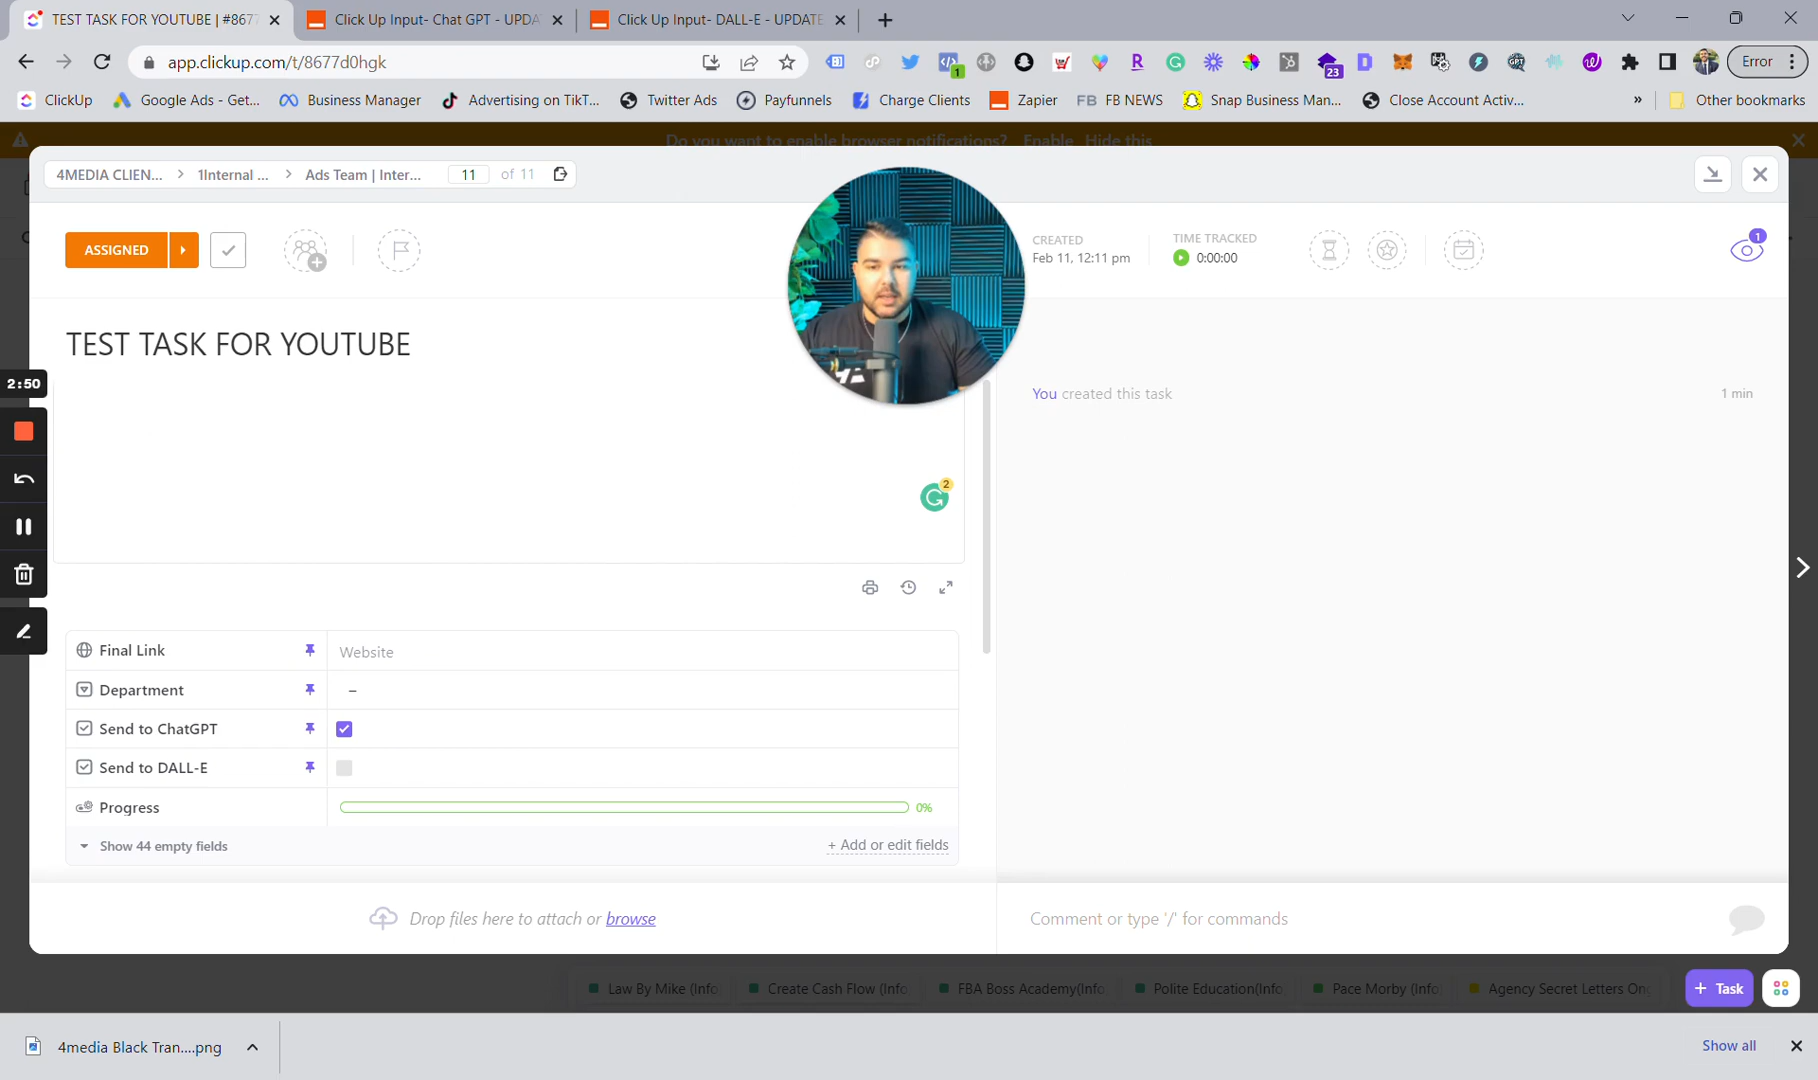 TEST TASK FOR YOUTUBE | #8677
Click Up Input- Chat GPT - UPDA
Click Up Input- DALL-E - UPDATE
app.clickup.com/t/8677d0hgk
1
23
Error
ClickUp
Google Ads - Get...
Business Manager
Advertising on TikT...
Twitter Ads
Payfunnels
Charge Clients
Zapier
FB FB NEWS
Snap Business Man...
Close Account Activ...
»
Other bookmarks
Do you want to enable browser notifications? Enable Hide this
4MEDIA CLIEN... > 1Internal ... > Ads Team | Inter... 11 of 11
ASSIGNED
CREATED
Feb 11, 12:11 pm
TIME TRACKED
0:00:00
1
TEST TASK FOR YOUTUBE
2:50
You created this task
1 min
2
Final Link
Website
Department
–
Send to ChatGPT
Send to DALL-E
Progress
0%
Show 44 empty fields
+ Add or edit fields
Drop files here to attach or browse
Comment or type '/' for commands
Law By Mike (Info
Create Cash Flow (Info
FBA Boss Academy(Info
Polite Education(Info
Pace Morby (Info
Agency Secret Letters On
+ Task
4media Black Tran....png
Show all